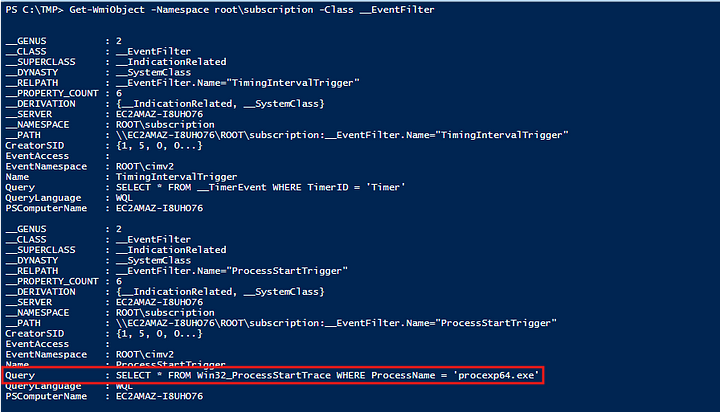 PS C:\TMP> Get-WmiObject -Namespace root\subscription -Class __EventFilter
__GENUS : 2
__CLASS : __EventFilter
__SUPERCLASS : __IndicationRelated
__DYNASTY : __SystemClass
__RELPATH : __EventFilter.Name="TimingIntervalTrigger"
__PROPERTY_COUNT : 6
__DERIVATION : {__IndicationRelated, __SystemClass}
__SERVER : EC2AMAZ-I8UHO76
__NAMESPACE : ROOT\subscription
__PATH : \\EC2AMAZ-I8UHO76\ROOT\subscription:__EventFilter.Name="TimingIntervalTrigger"
CreatorSID : {1, 5, 0, 0...}
EventAccess :
EventNamespace : ROOT\cimv2
Name : TimingIntervalTrigger
Query : SELECT * FROM __TimerEvent WHERE TimerID = 'Timer'
QueryLanguage : WQL
PSComputerName : EC2AMAZ-I8UHO76
__GENUS : 2
__CLASS : __EventFilter
__SUPERCLASS : __IndicationRelated
__DYNASTY : __SystemClass
__RELPATH : __EventFilter.Name="ProcessStartTrigger"
__PROPERTY_COUNT : 6
__DERIVATION : {__IndicationRelated, __SystemClass}
__SERVER : EC2AMAZ-I8UHO76
__NAMESPACE : ROOT\subscription
__PATH : \\EC2AMAZ-I8UHO76\ROOT\subscription:__EventFilter.Name="ProcessStartTrigger"
CreatorSID : {1, 5, 0, 0...}
EventAccess :
EventNamespace : ROOT\cimv2
Name : ProcessStartTrigger
Query : SELECT * FROM Win32_ProcessStartTrace WHERE ProcessName = 'procexp64.exe'
QueryLanguage : WQL
PSComputerName : EC2AMAZ-I8UHO76